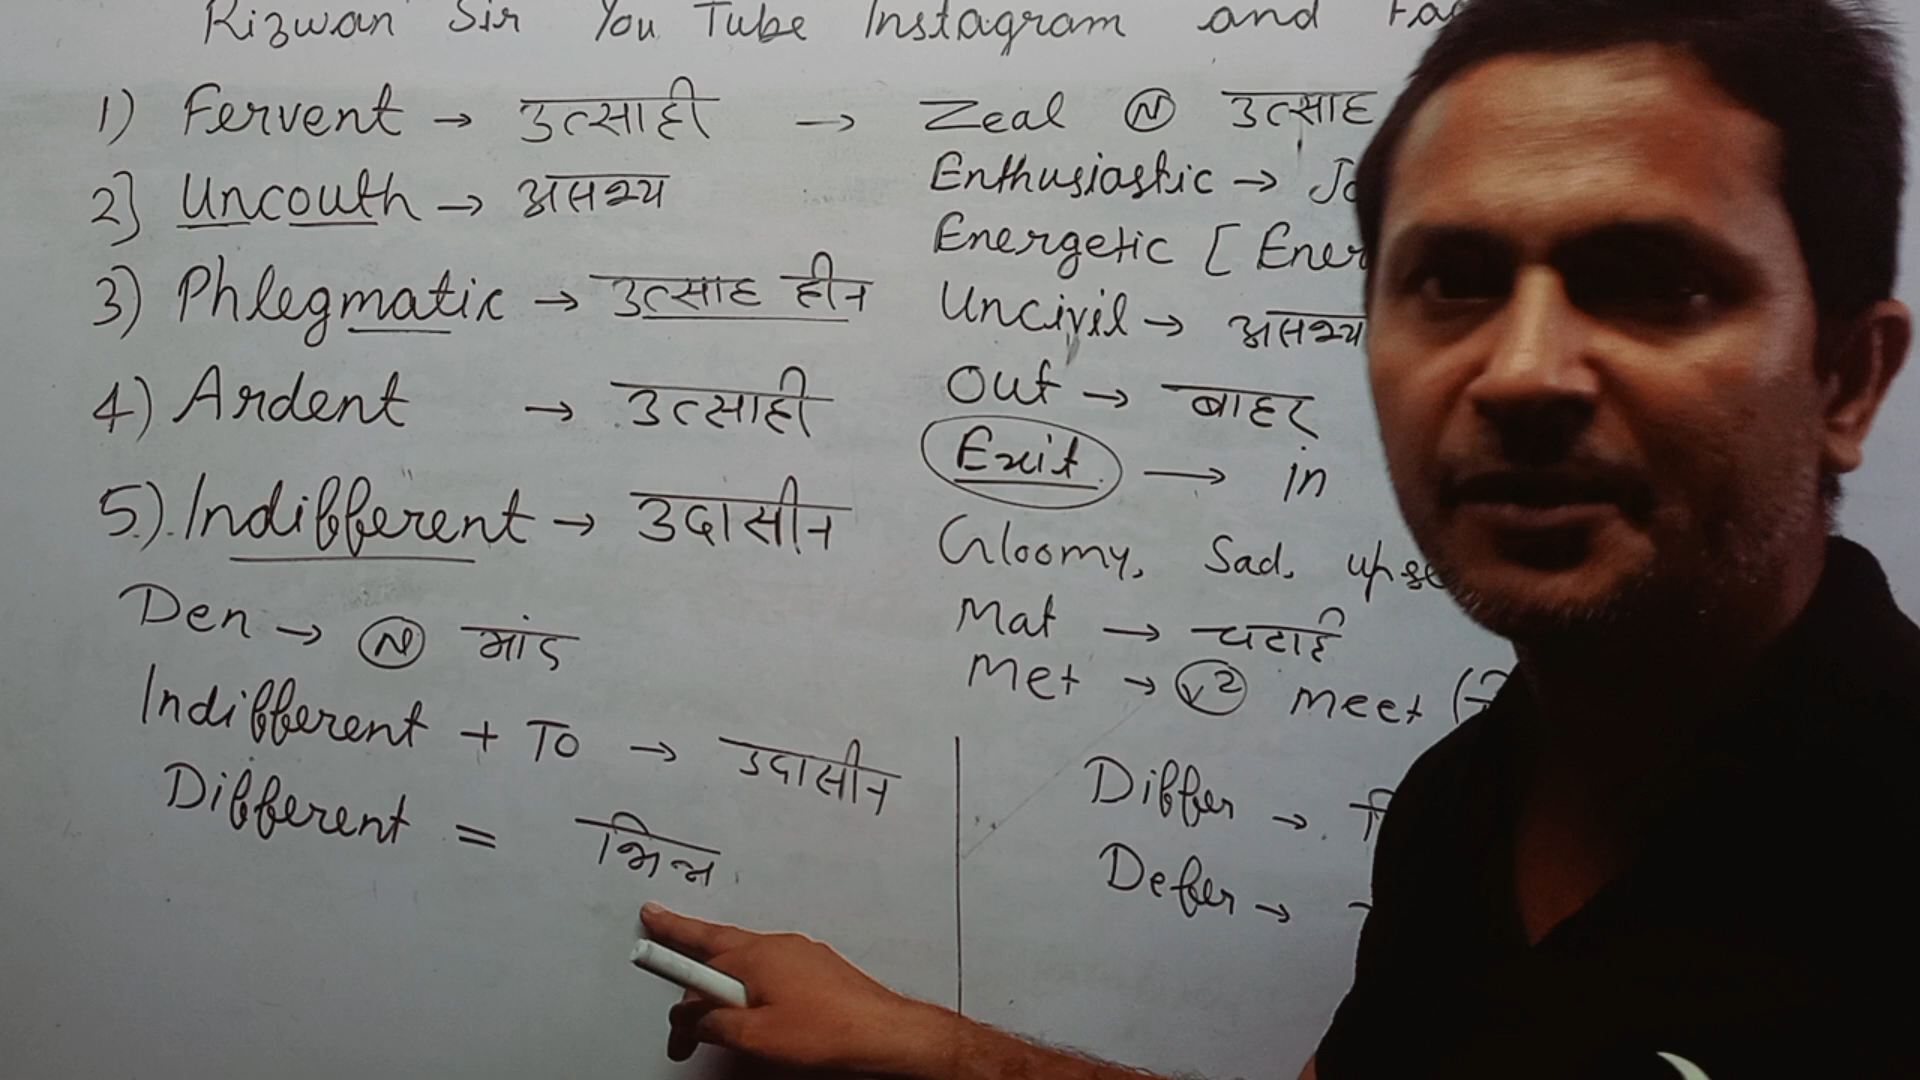 Rizwan Sir You Tube Instagram and
1) Fervent → उत्साही → Zeal Ⓝ उत्साह
2) Uncouth → असभ्य
Enthusiastic →
3) Phlegmatic → उत्साह हीन
Energetic [
Uncivil → असभ्य
4) Ardent → उत्साही
Out → बाहर
Exit → in
5) Indifferent → उदासीन
Gloomy, Sad,
Den → Ⓝ मांद
Mat → चटाई
Met → V2 meet
Indifferent + To → उदासीन
Different = भिन्न
Differ →
Defer →